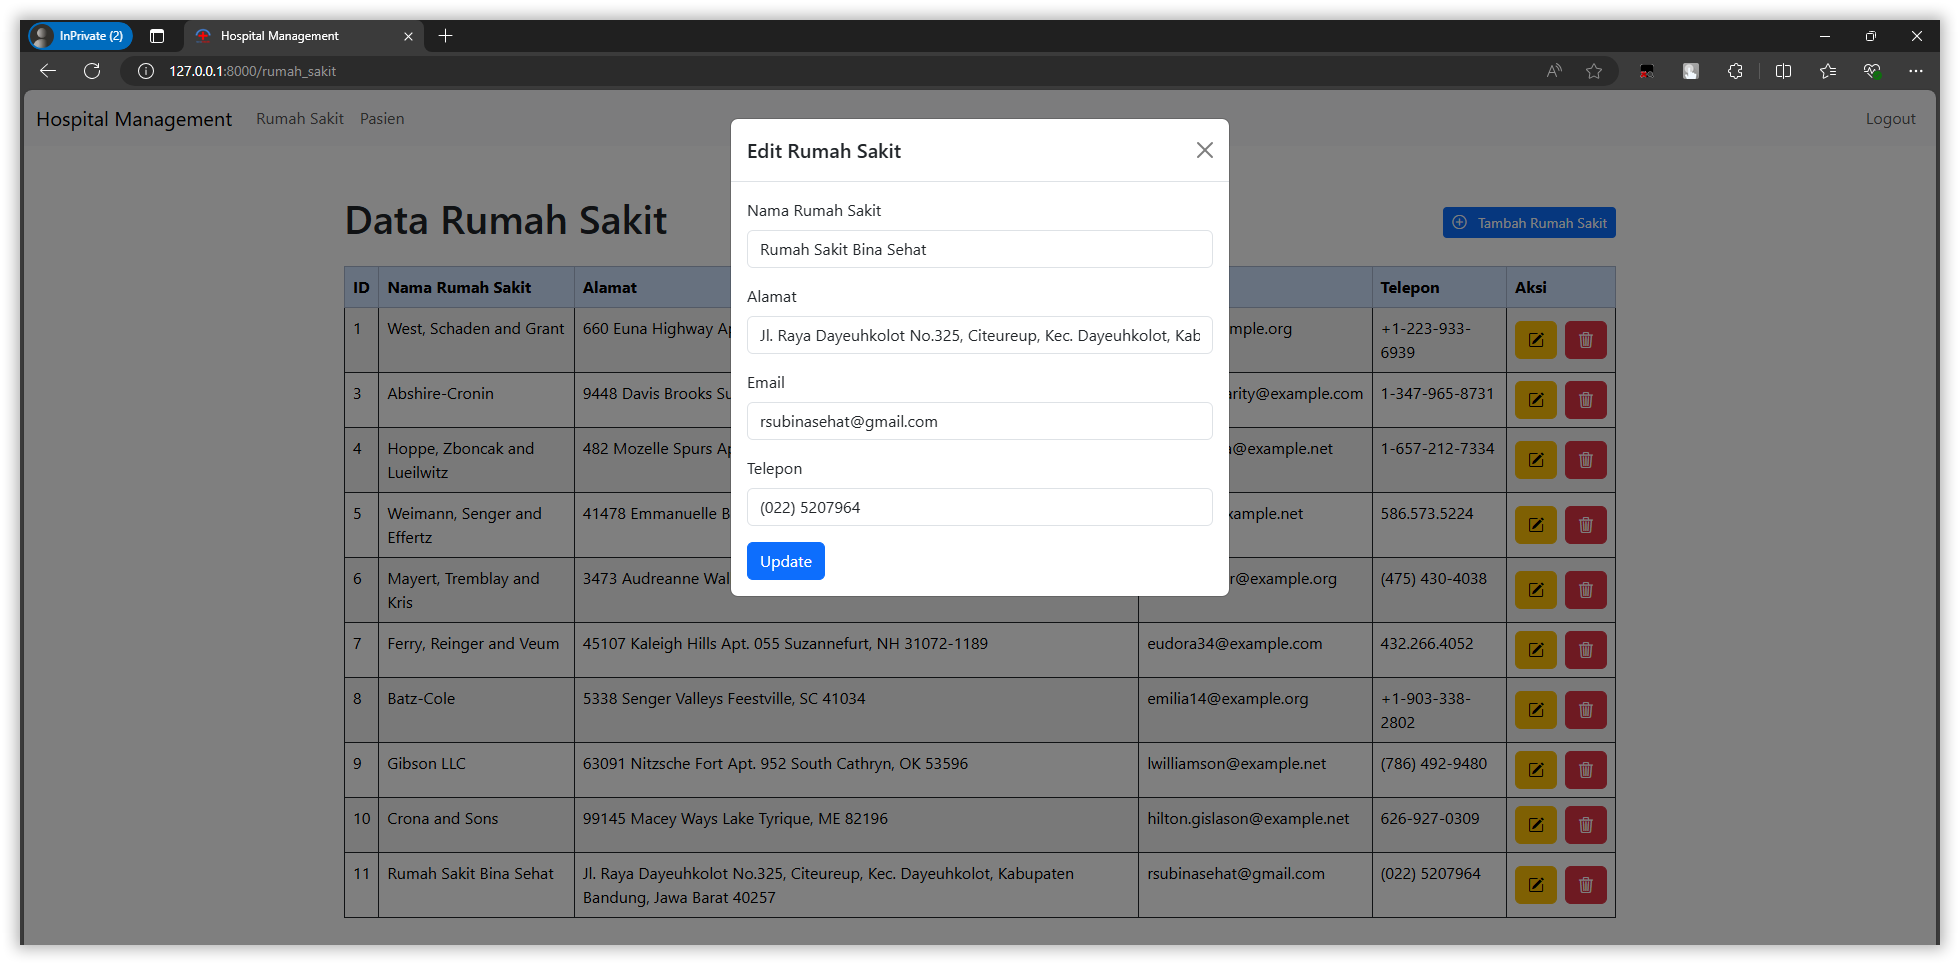 InPrivate (2)
Hospital Management
127.0.0.1:8000/rumah_sakit
Hospital Management Rumah Sakit Pasien Logout
Edit Rumah Sakit
Nama Rumah Sakit
Rumah Sakit Bina Sehat
Alamat
Jl. Raya Dayeuhkolot No.325, Citeureup, Kec. Dayeuhkolot, Kab
Email
rsubinasehat@gmail.com
Telepon
(022) 5207964
Update
Data Rumah Sakit
Tambah Rumah Sakit
ID Nama Rumah Sakit Alamat Telepon Aksi
1 West, Schaden and Grant 660 Euna Highway Ap mple.org +1-223-933-
6939
3 Abshire-Cronin 9448 Davis Brooks Su arity@example.com 1-347-965-8731
4 Hoppe, Zboncak and 482 Mozelle Spurs Ap @example.net 1-657-212-7334
Lueilwitz
5 Weimann, Senger and 41478 Emmanuelle B ample.net 586.573.5224
Effertz
6 Mayert, Tremblay and 3473 Audreanne Wal r@example.org (475) 430-4038
Kris
7 Ferry, Reinger and Veum 45107 Kaleigh Hills Apt. 055 Suzannefurt, NH 31072-1189 eudora34@example.com 432.266.4052
8 Batz-Cole 5338 Senger Valleys Feestville, SC 41034 emilia14@example.org +1-903-338-
2802
9 Gibson LLC 63091 Nitzsche Fort Apt. 952 South Cathryn, OK 53596 lwilliamson@example.net (786) 492-9480
10 Crona and Sons 99145 Macey Ways Lake Tyrique, ME 82196 hilton.gislason@example.net 626-927-0309
11 Rumah Sakit Bina Sehat Jl. Raya Dayeuhkolot No.325, Citeureup, Kec. Dayeuhkolot, Kabupaten rsubinasehat@gmail.com (022) 5207964
Bandung, Jawa Barat 40257